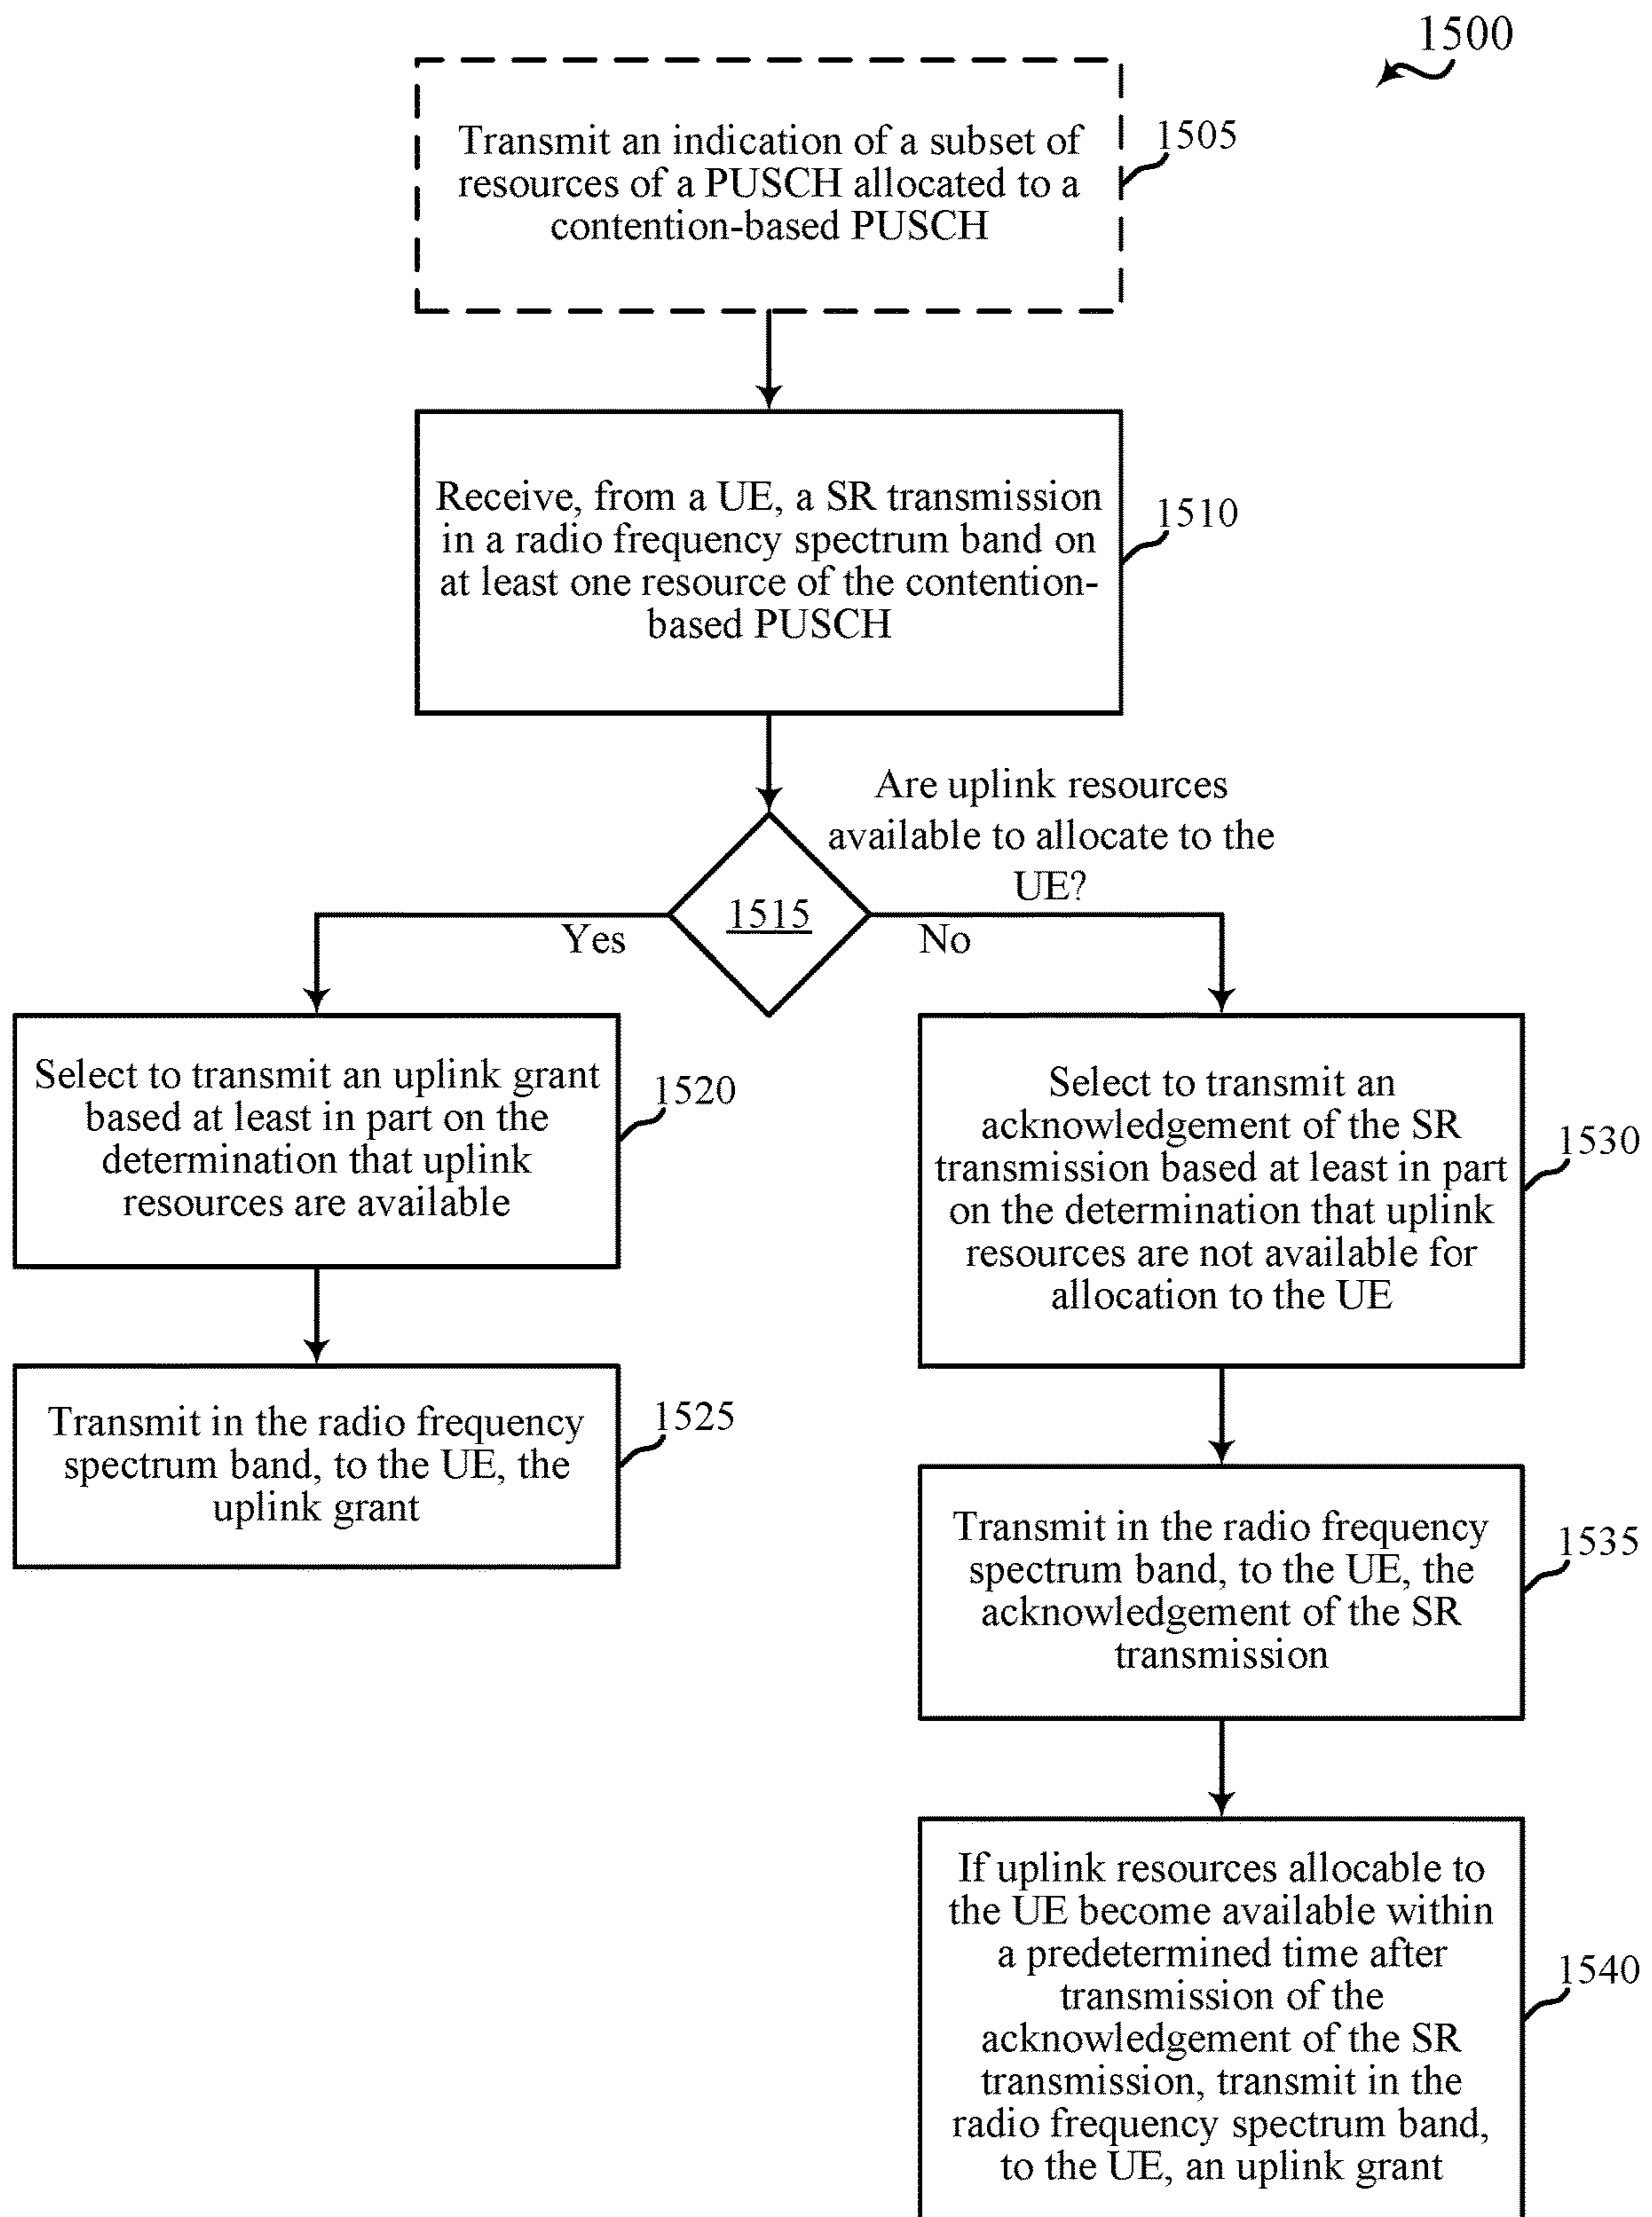 1500
Transmit an indication of a subset of
resources of a PUSCH allocated to a
contention-based PUSCH
1505
Receive, from a UE, a SR transmission
in a radio frequency spectrum band on
at least one resource of the contention-
based PUSCH
1510
Are uplink resources
available to allocate to the
UE?
1515
Yes
No
Select to transmit an uplink grant
based at least in part on the
determination that uplink
resources are available
1520
Transmit in the radio frequency
spectrum band, to the UE, the
uplink grant
1525
Select to transmit an
acknowledgement of the SR
transmission based at least in part
on the determination that uplink
resources are not available for
allocation to the UE
1530
Transmit in the radio frequency
spectrum band, to the UE, the
acknowledgement of the SR
transmission
1535
If uplink resources allocable to
the UE become available within
a predetermined time after
transmission of the
acknowledgement of the SR
transmission, transmit in the
radio frequency spectrum band,
to the UE, an uplink grant
1540